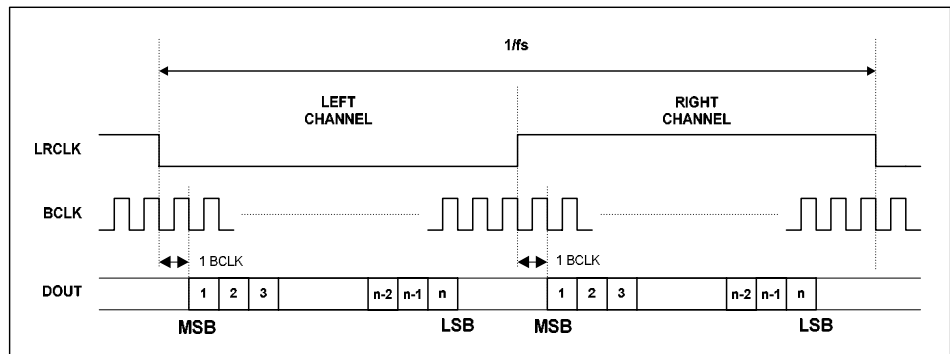 1/fs
LEFT
CHANNEL
RIGHT
CHANNEL
LRCLK
BCLK
1 BCLK
1 BCLK
DOUT
1 2 3 n-2 n-1 n 1 2 3 n-2 n-1 n
MSB LSB MSB LSB